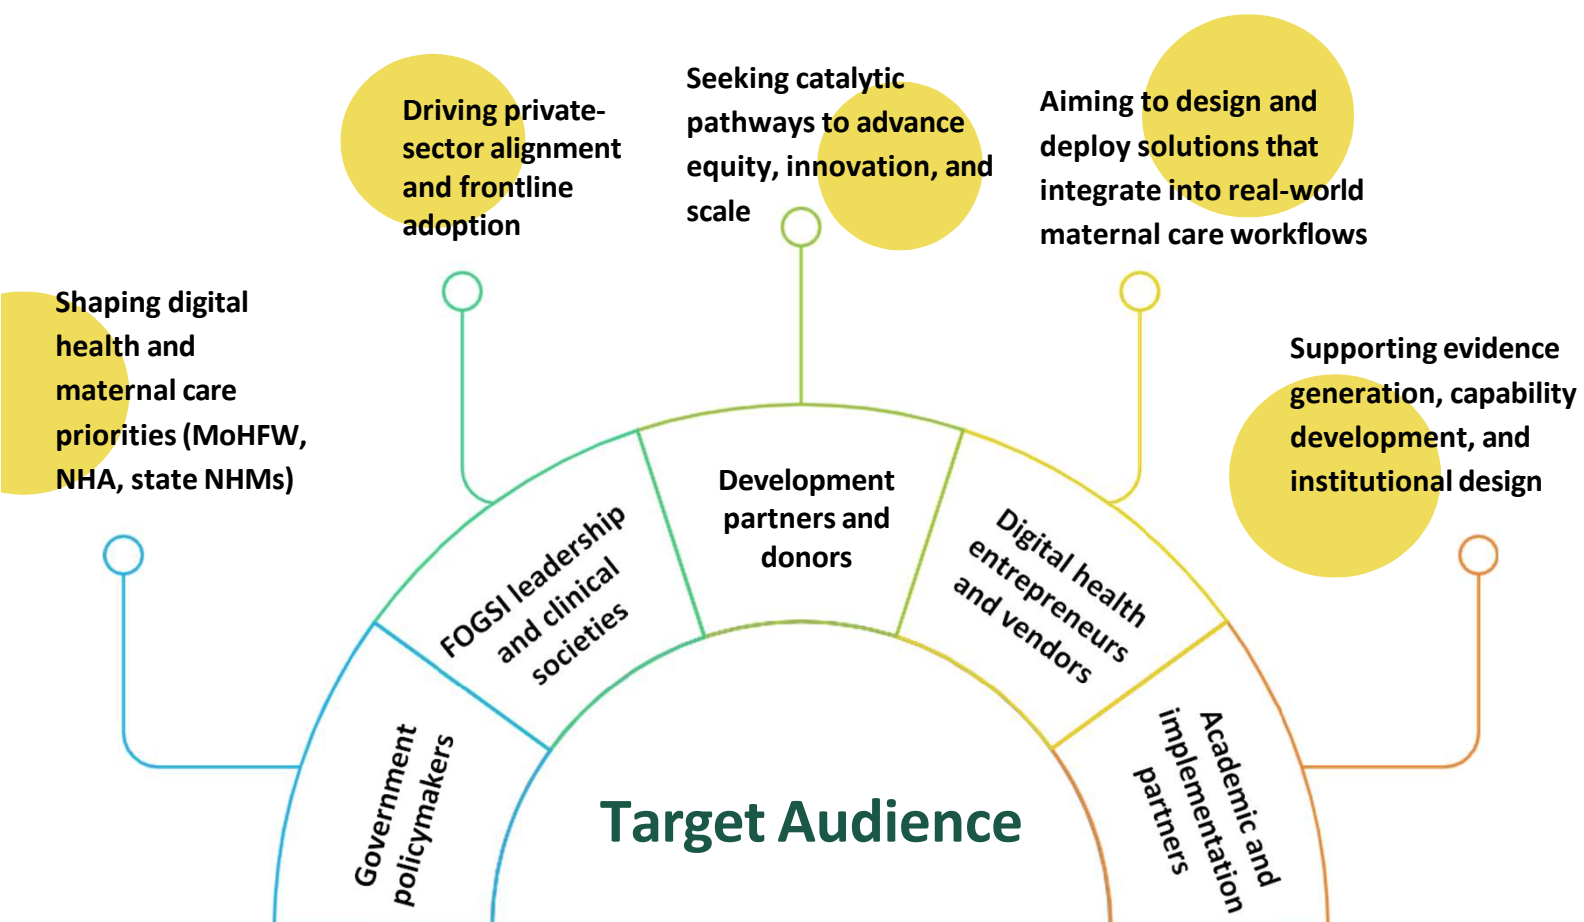 Driving private-
sector alignment
and frontline
adoption
Seeking catalytic
pathways to advance
equity, innovation, and
scale
Aiming to design and
deploy solutions that
integrate into real-world
maternal care workflows
Shaping digital
health and
maternal care
priorities (MoHFW,
NHA, state NHMs)
Supporting evidence
generation, capability
development, and
institutional design
Government
policymakers
FOGSI leadership
and clinical
societies
Development
partners and
donors
Digital health
entrepreneurs
and vendors
Academic and
implementation
partners
Target Audience